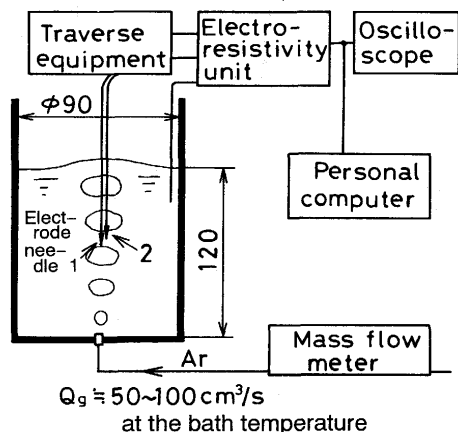 Traverse
equipment
Electro-
resistivity
unit
Oscillo-
scope
Φ90
Personal
computer
Elect-
rode
nee-
dle 1
2
120
Mass flow
meter
Ar
Qg ≒ 50~100 cm³/s
at the bath temperature